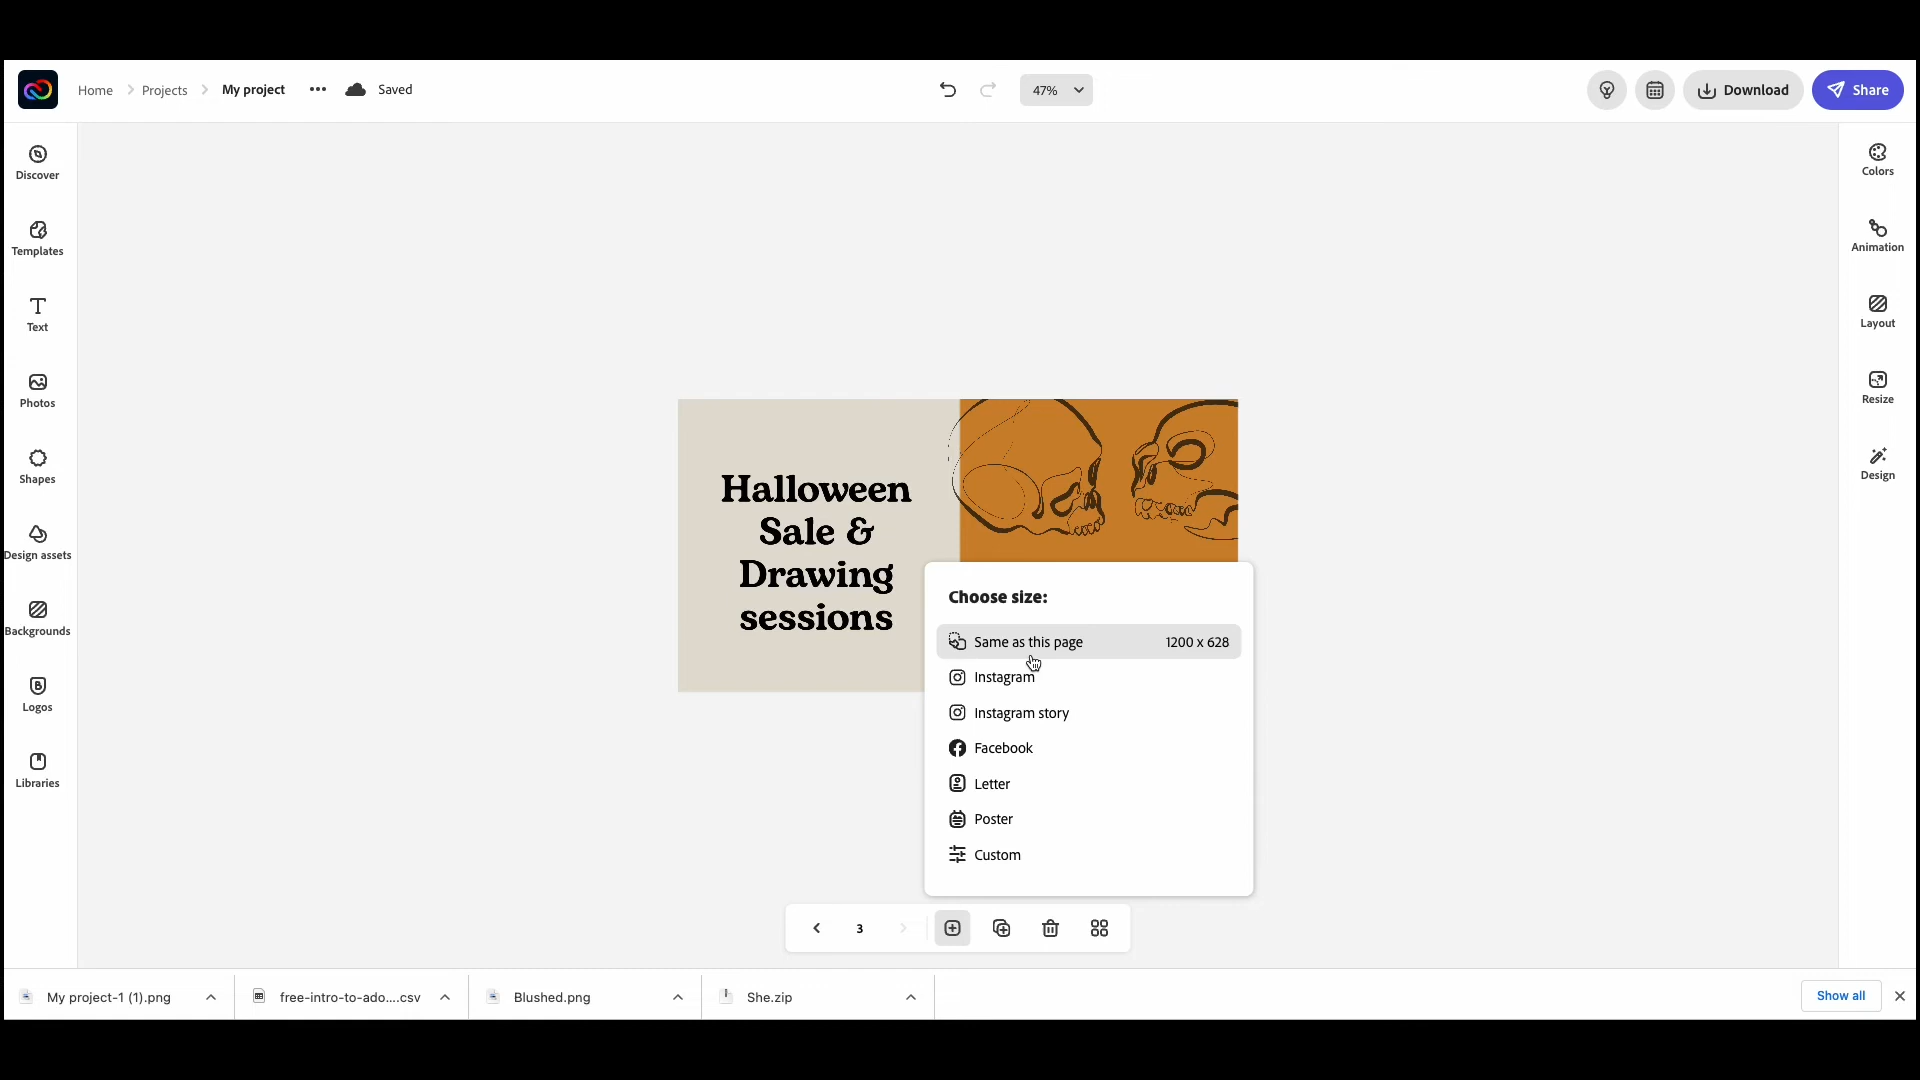 Home
Projects
My project
Saved
47%
Download
Share
Discover
Templates
Text
Photos
Shapes
Design assets
Backgrounds
Logos
Libraries
Colors
Animation
Layout
Resize
Design
Halloween
Sale &
Drawing
sessions
Choose size:
Same as this page 1200 x 628
Instagram
Instagram story
Facebook
Letter
Poster
Custom
3
My project-1 (1).png
free-intro-to-ado....csv
Blushed.png
She.zip
Show all